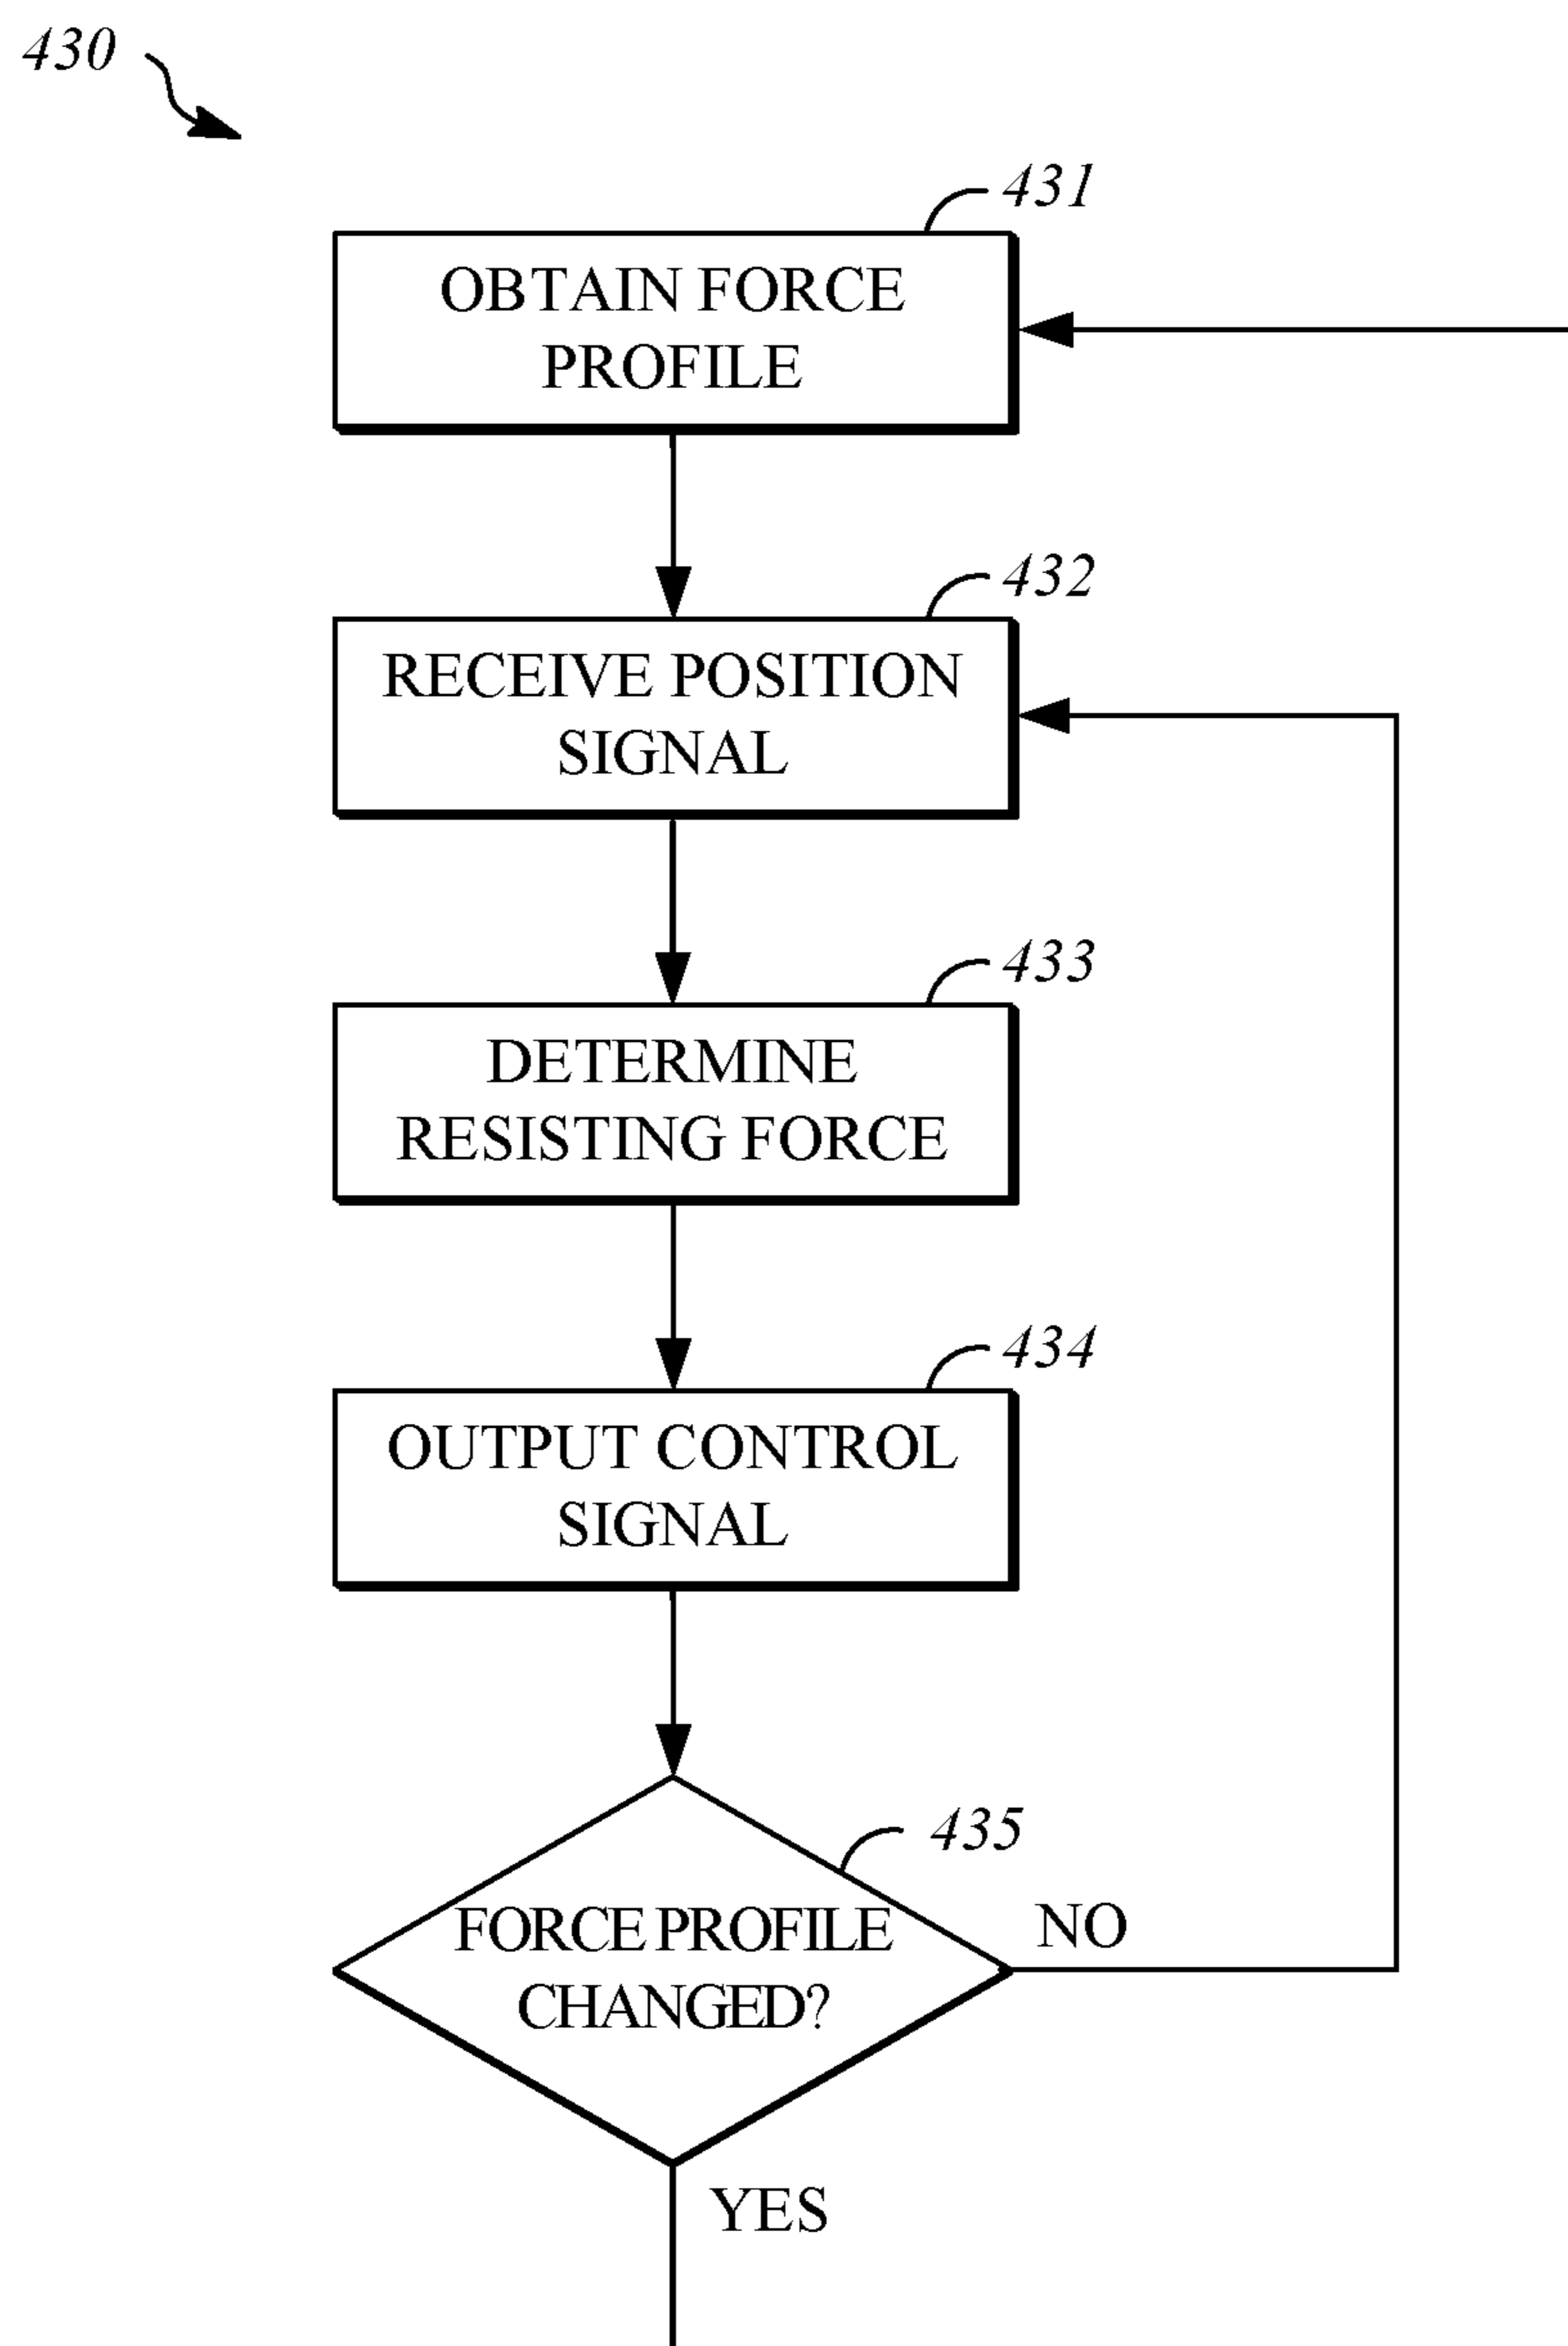 430
431
OBTAIN FORCE
PROFILE
432
RECEIVE POSITION
SIGNAL
433
DETERMINE
RESISTING FORCE
434
OUTPUT CONTROL
SIGNAL
435
FORCE PROFILE
CHANGED?
NO
YES